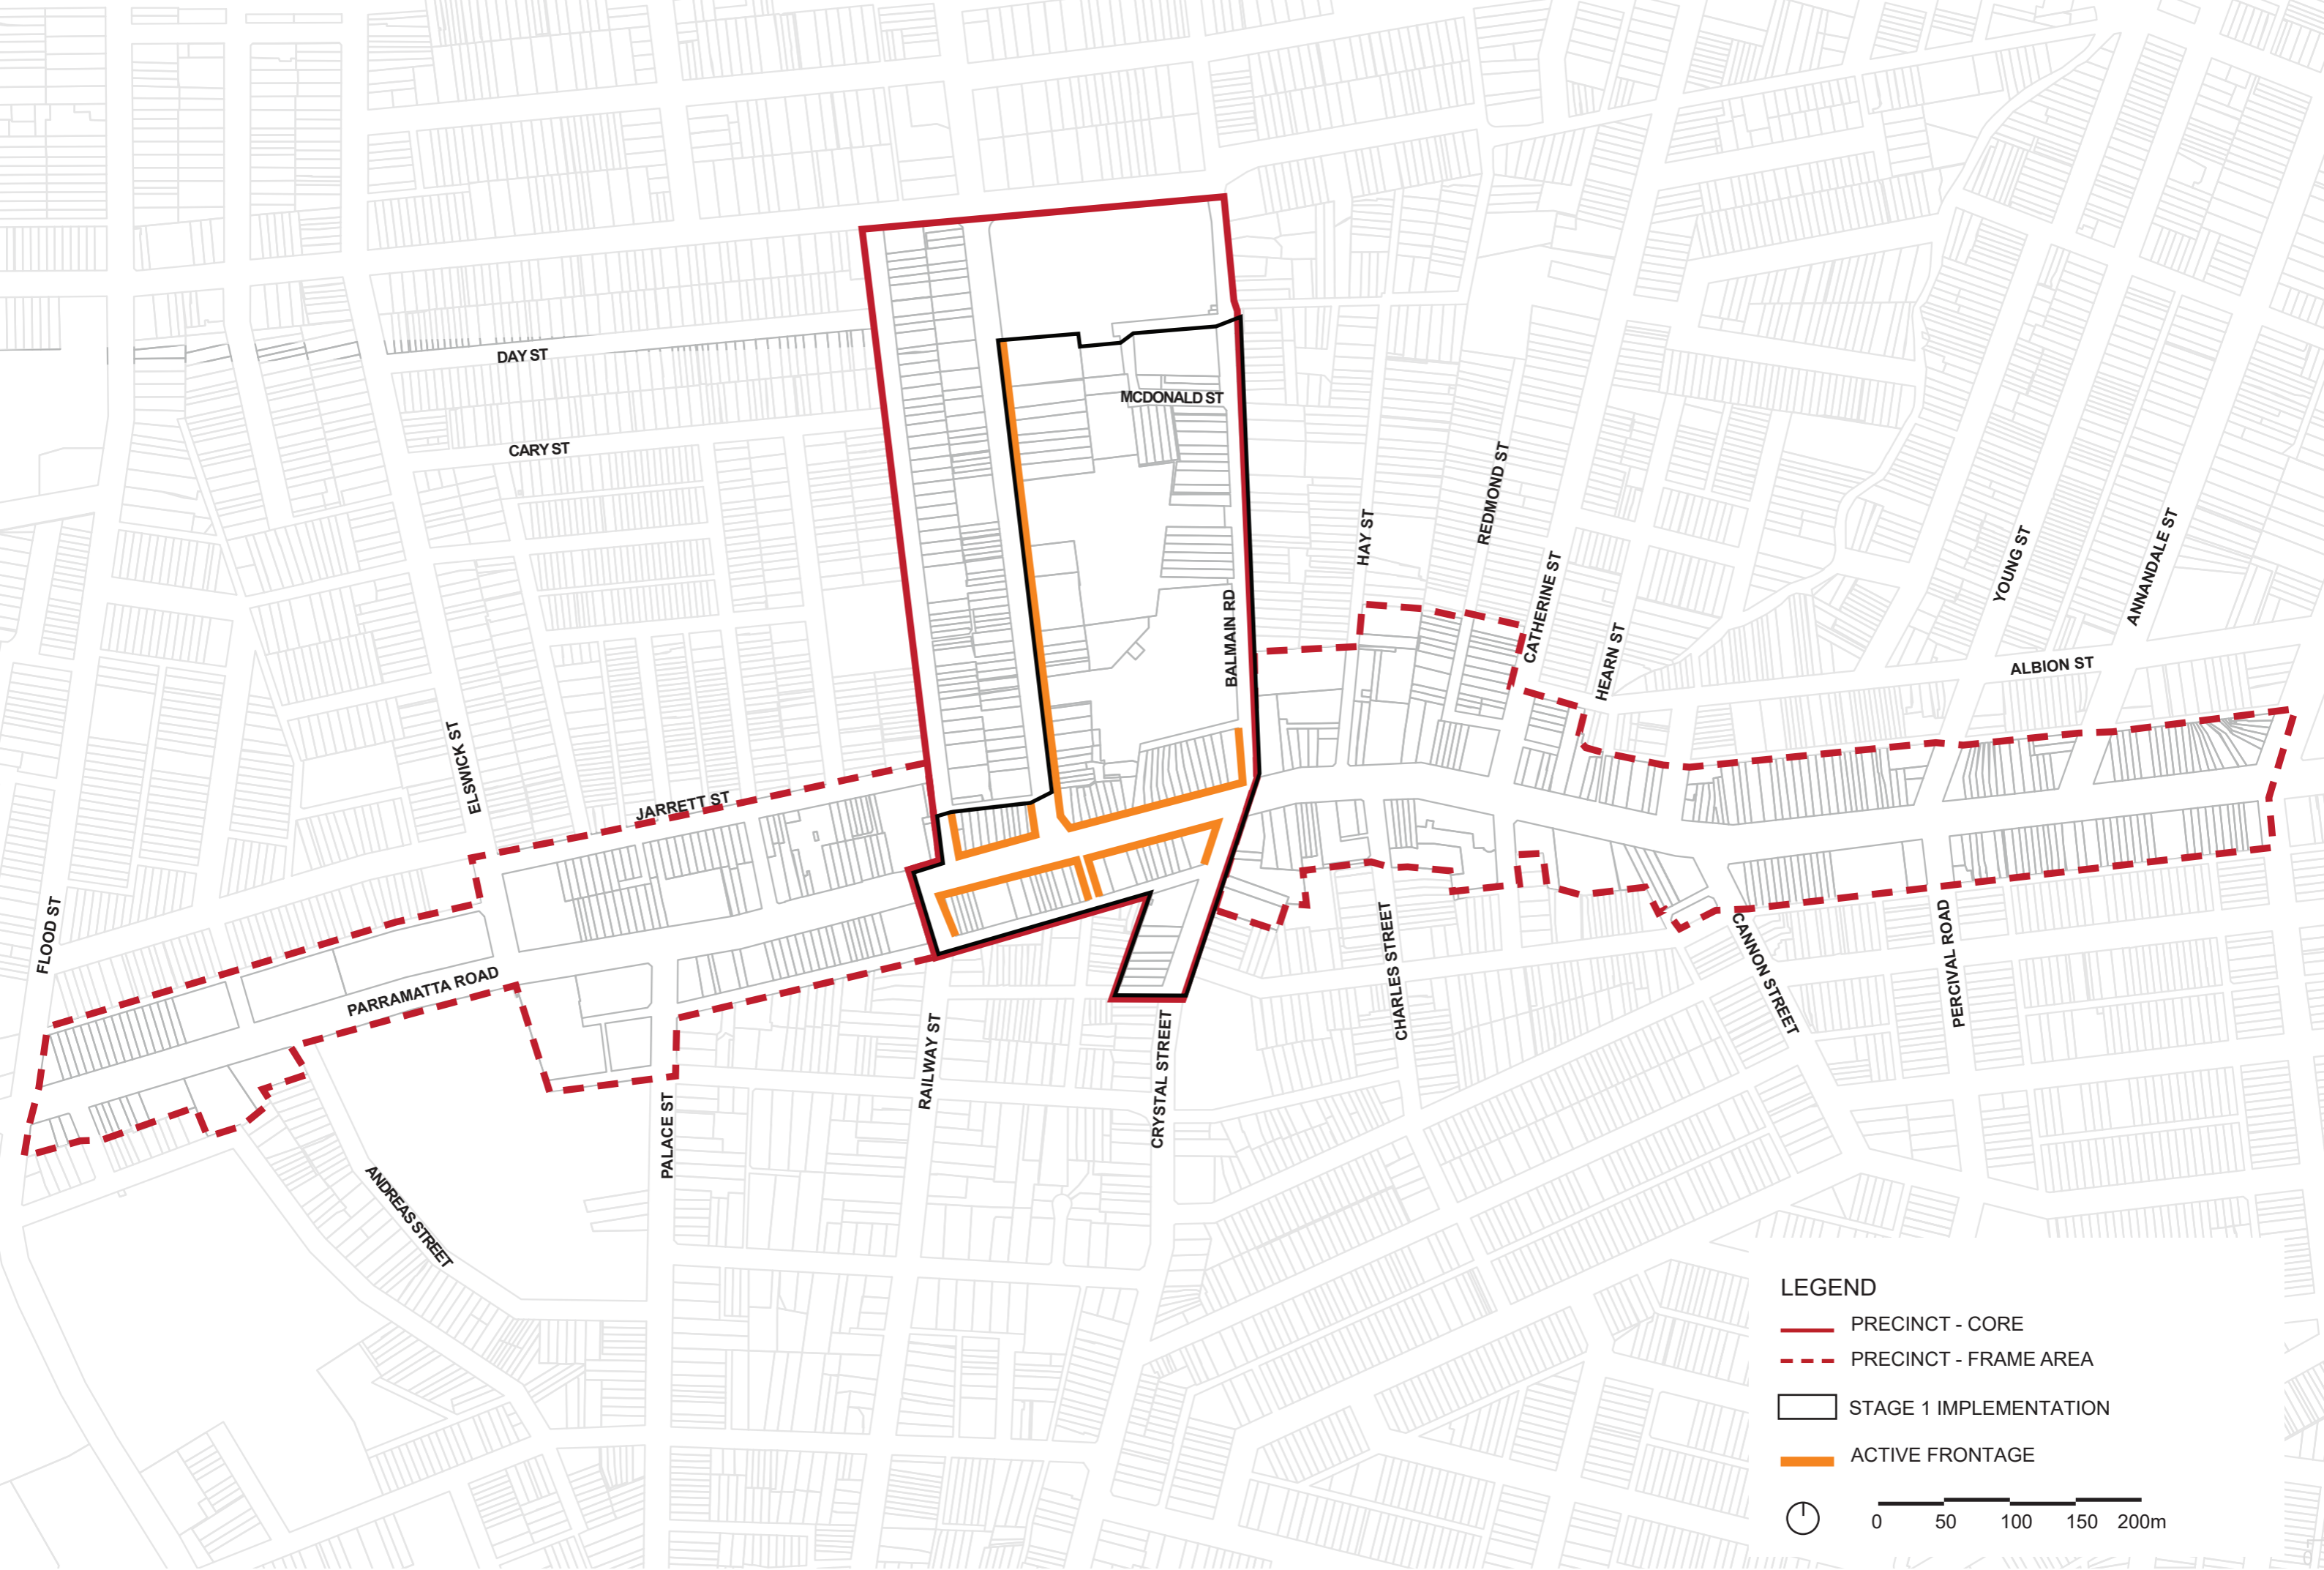 DAY ST
MCDONALD ST
CARY ST
REDMOND ST
HAY ST
YOUNG ST
ANNANDALE ST
CATHERINE ST
BALMAIN RD
HEARN ST
ALBION ST
ELSWICK ST
JARRETT ST
FLOOD ST
PARRAMATTA ROAD
CHARLES STREET
CANNON STREET
PERCIVAL ROAD
RAILWAY ST
CRYSTAL STREET
PALACE ST
ANDREAS STREET
LEGEND
PRECINCT - CORE
PRECINCT - FRAME AREA
STAGE 1 IMPLEMENTATION
ACTIVE FRONTAGE
0 50 100 150 200m